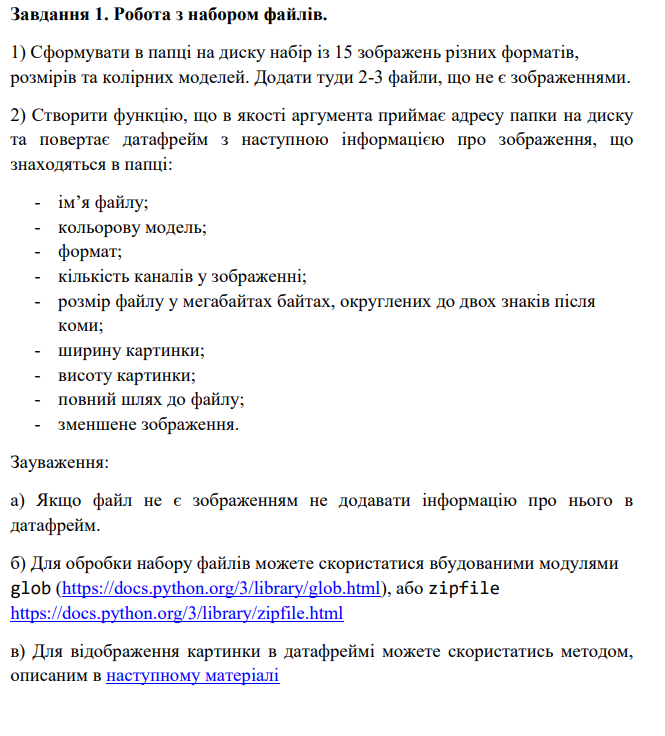 Завдання 1. Робота з набором файлів.
1) Сформувати в папці на диску набір із 15 зображень різних форматів,
розмірів та колірних моделей. Додати туди 2-3 файли, що не є зображеннями.
2) Створити функцію, що в якості аргумента приймає адресу папки на диску
та повертає датафрейм з наступною інформацією про зображення, що
знаходяться в папці:
- ім’я файлу;
- кольорову модель;
- формат;
- кількість каналів у зображенні;
- розмір файлу у мегабайтах байтах, округлених до двох знаків після
коми;
- ширину картинки;
- висоту картинки;
- повний шлях до файлу;
- зменшене зображення.
Зауваження:
а) Якщо файл не є зображенням не додавати інформацію про нього в
датафрейм.
б) Для обробки набору файлів можете скористатися вбудованими модулями
glob (https://docs.python.org/3/library/glob.html), або zipfile
https://docs.python.org/3/library/zipfile.html
в) Для відображення картинки в датафреймі можете скористатись методом,
описаним в наступному матеріалі